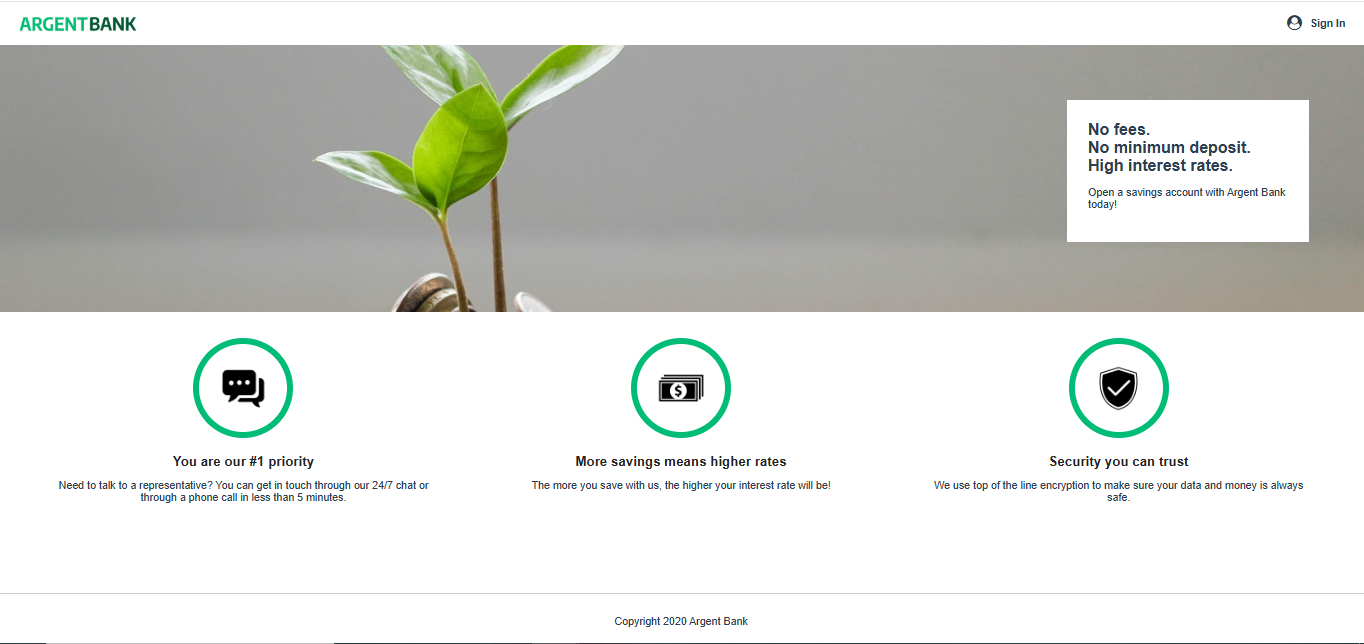 ARGENTBANK
Sign In
No fees.
No minimum deposit.
High interest rates.
Open a savings account with Argent Bank
today!
$
You are our #1 priority
Need to talk to a representative? You can get in touch through our 24/7 chat or
through a phone call in less than 5 minutes.
More savings means higher rates
The more you save with us, the higher your interest rate will be!
Security you can trust
We use top of the line encryption to make sure your data and money is always
safe.
Copyright 2020 Argent Bank